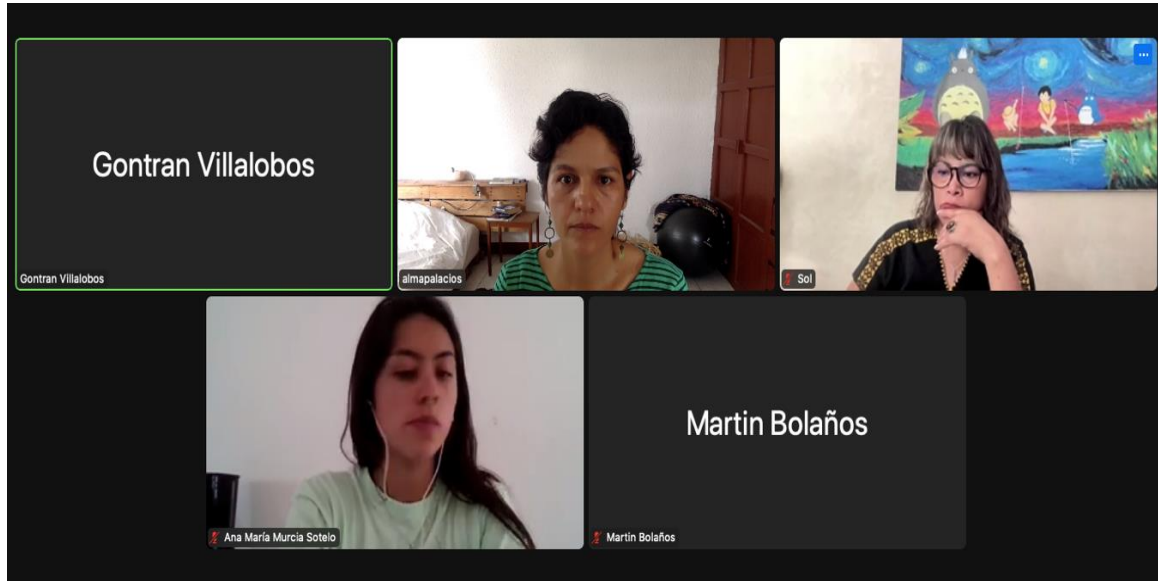 Gontran Villalobos
Gontran Villalobos
almapalacios
Sol
Ana María Murcia Sotelo
Martin Bolaños
Martin Bolaños